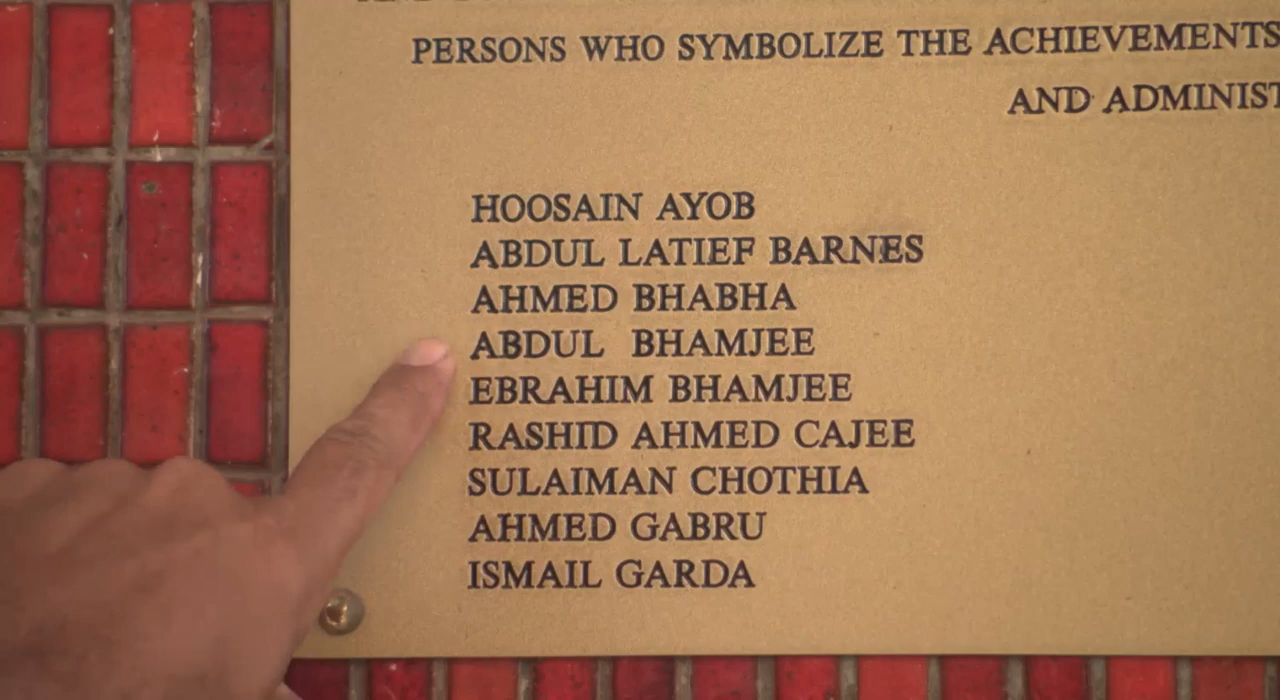 PERSONS WHO SYMBOLIZE THE ACHIEVEMENTS
AND ADMINIST
HOOSAIN AYOB
ABDUL LATIEF BARNES
AHMED BHABHA
ABDUL BHAMJEE
EBRAHIM BHAMJEE
RASHID AHMED CAJEE
SULAIMAN CHOTHIA
AHMED GABRU
ISMAIL GARDA